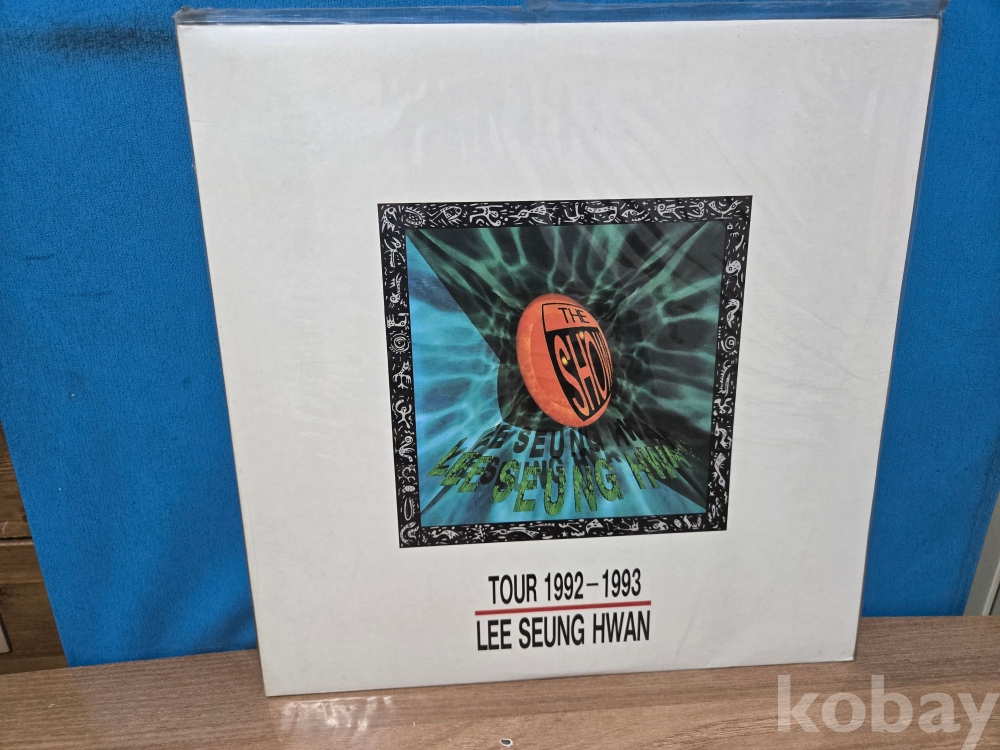 THE
SHOW
LEE SEUNG HWAN
LEE SEUNG HWAN
TOUR 1992-1993
LEE SEUNG HWAN
kobay